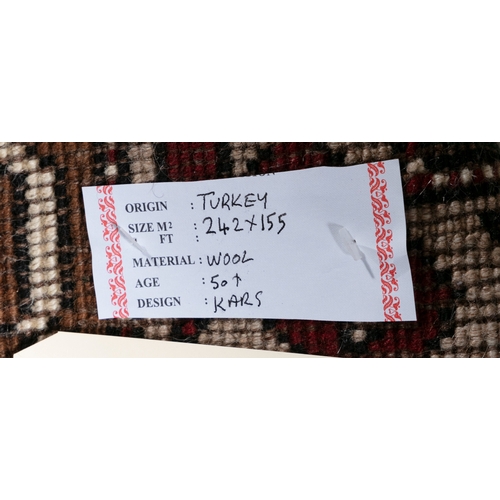 ORIGIN : TURKEY
SIZE M² : 242X155
FT :
MATERIAL : WOOL
AGE : 50↑
DESIGN : KARS